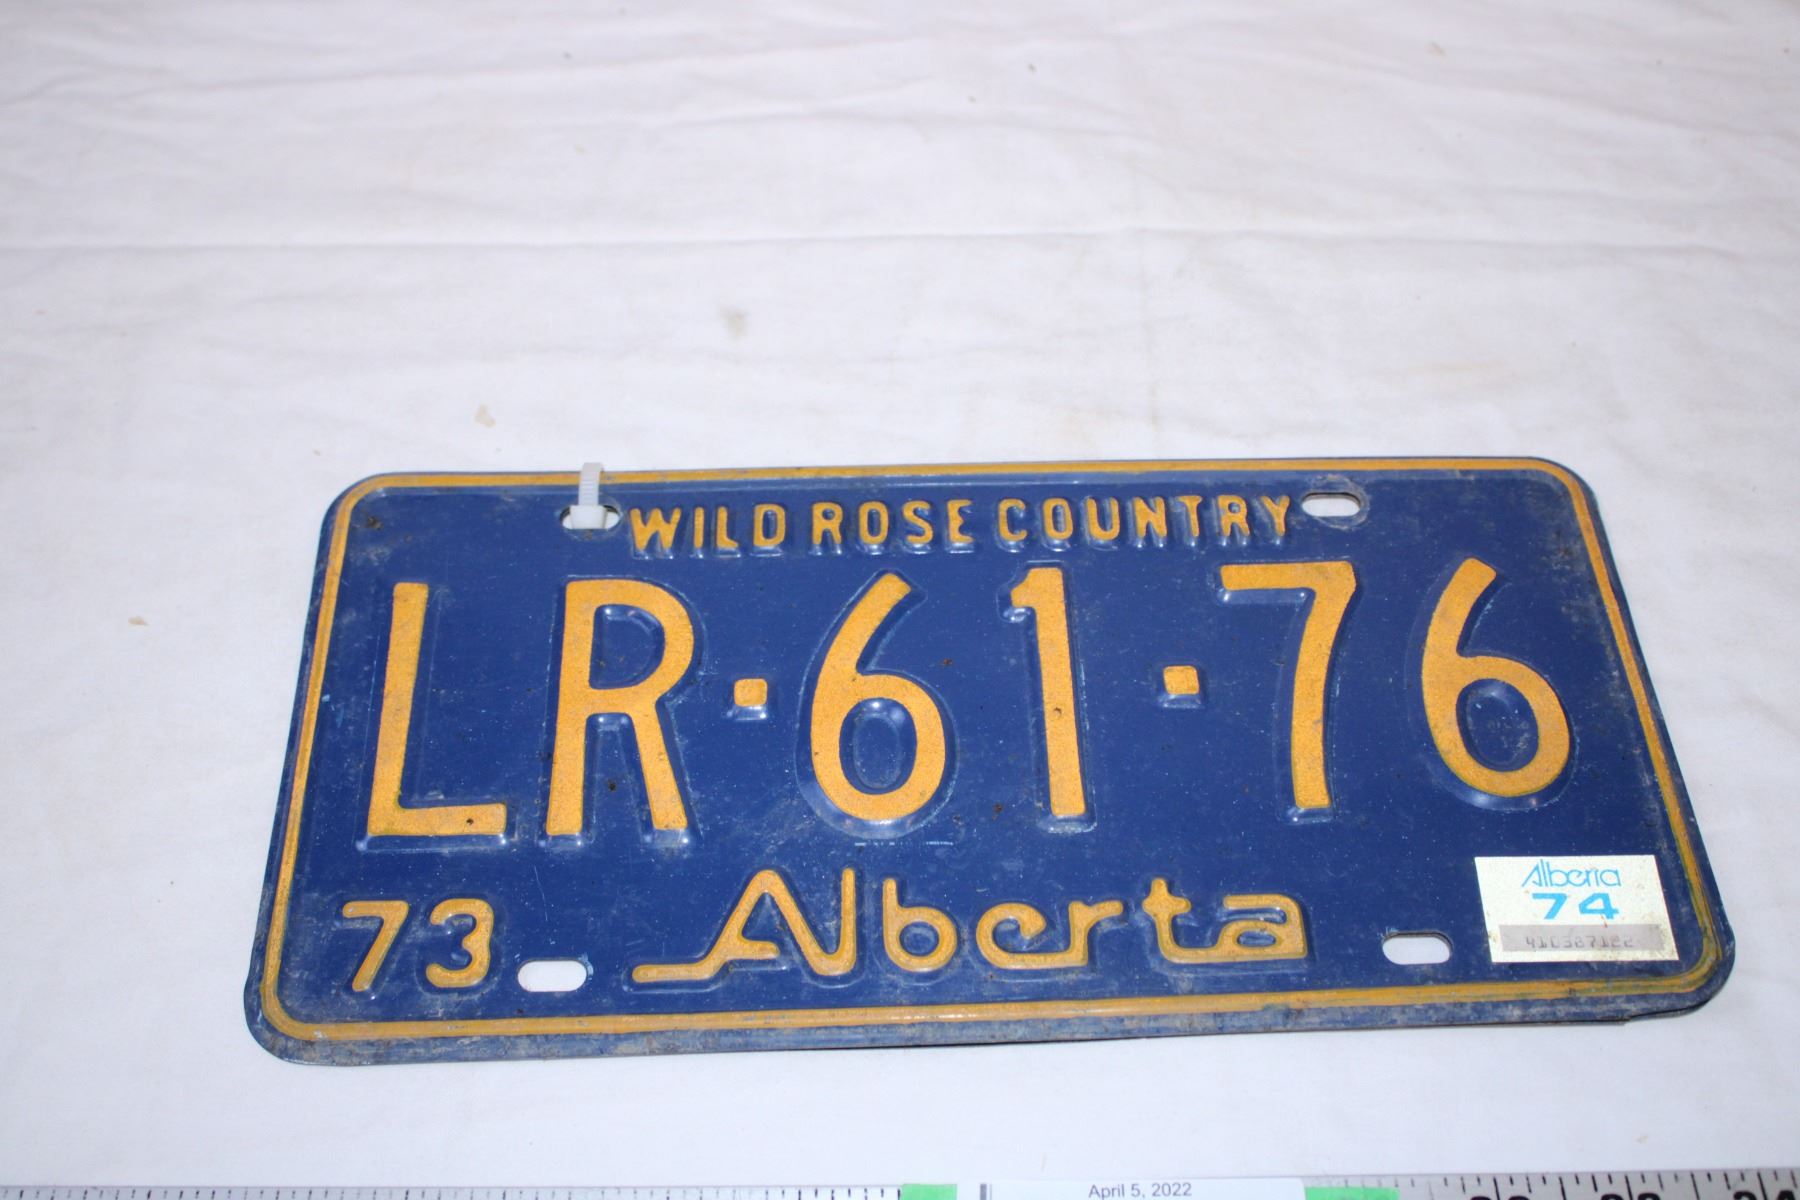 WILD ROSE COUNTRY
LR·61·76
73 Alberta
Alberta
74
April 5, 2022